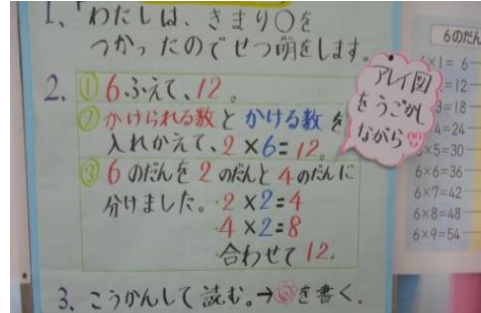 1、「わたしは、きまり○を
つかったのでせつ明をします。
2. ① 6ふえて、12。
② かけられる数とかける数を
入れかえて、2×6=12。
③ 6のだんを2のだんと4のだんに
分けました。・2×2=4
・4×2=8
合わせて12.
3. こうかんして読む。→を書く。
アレイ図
をうごかし
ながら
6のだん
6×1= 6
=12
3=18
4=24
6×5=30
6×6=36
6×7=42
6×8=48
6×9=54